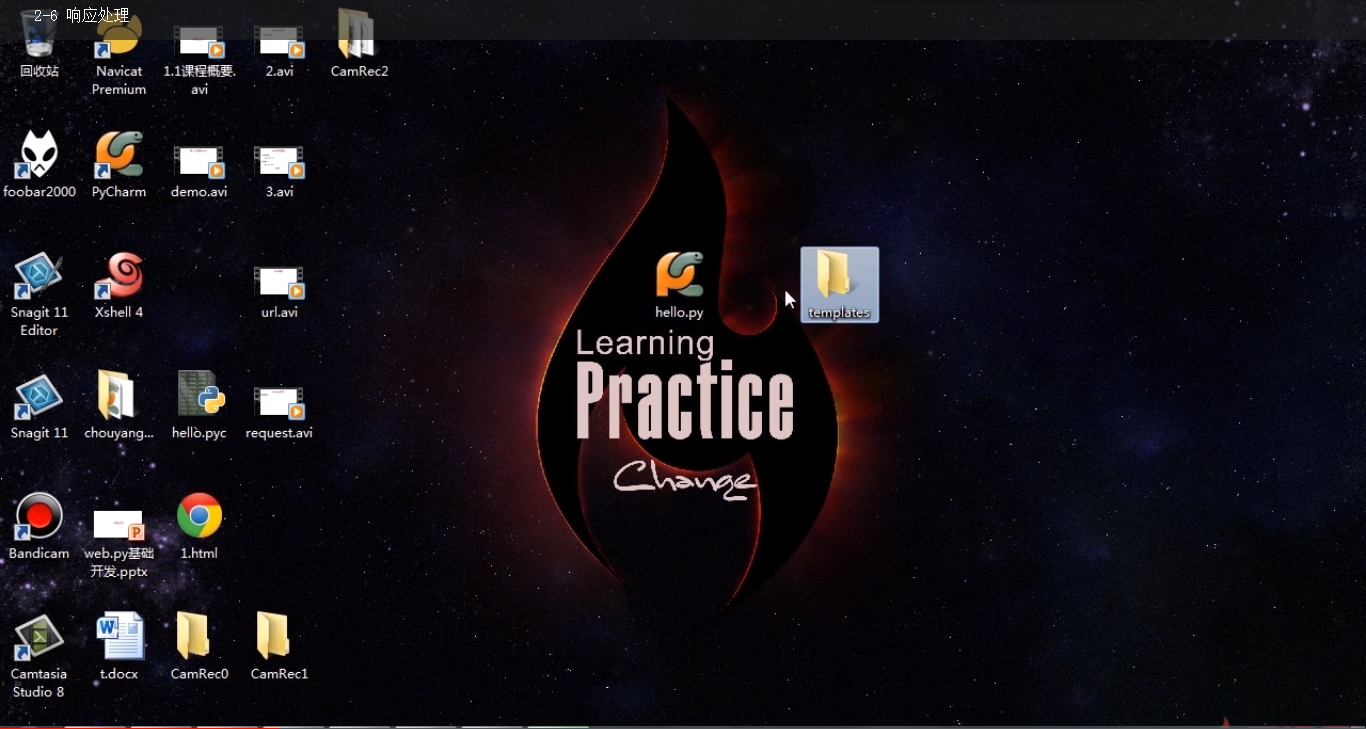 2-6 响应处理
回收站
Navicat
Premium
1.1课程概要.
avi
2.avi
CamRec2
foobar2000
PyCharm
demo.avi
3.avi
Snagit 11
Editor
Xshell 4
url.avi
hello.py
templates
Learning
Practice
Change
Snagit 11
chouyang...
hello.pyc
request.avi
Bandicam
web.py基础
开发.pptx
1.html
Camtasia
Studio 8
t.docx
CamRec0
CamRec1